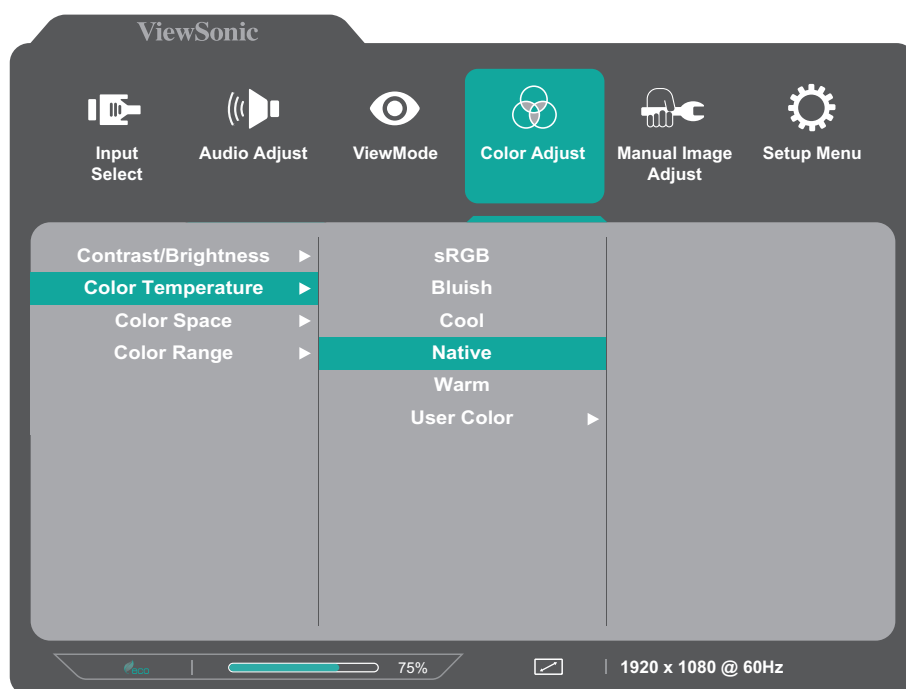 ViewSonic
Input Select
Audio Adjust
ViewMode
Color Adjust
Manual Image Adjust
Setup Menu
Contrast/Brightness
Color Temperature
Color Space
Color Range
sRGB
Bluish
Cool
Native
Warm
User Color
eco
75%
1920 x 1080 @ 60Hz